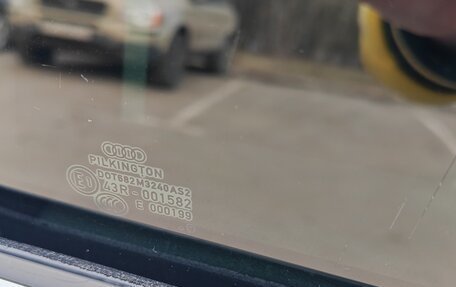 PILKINGTON
DOT682M3240AS2
43R-001582
E 000199